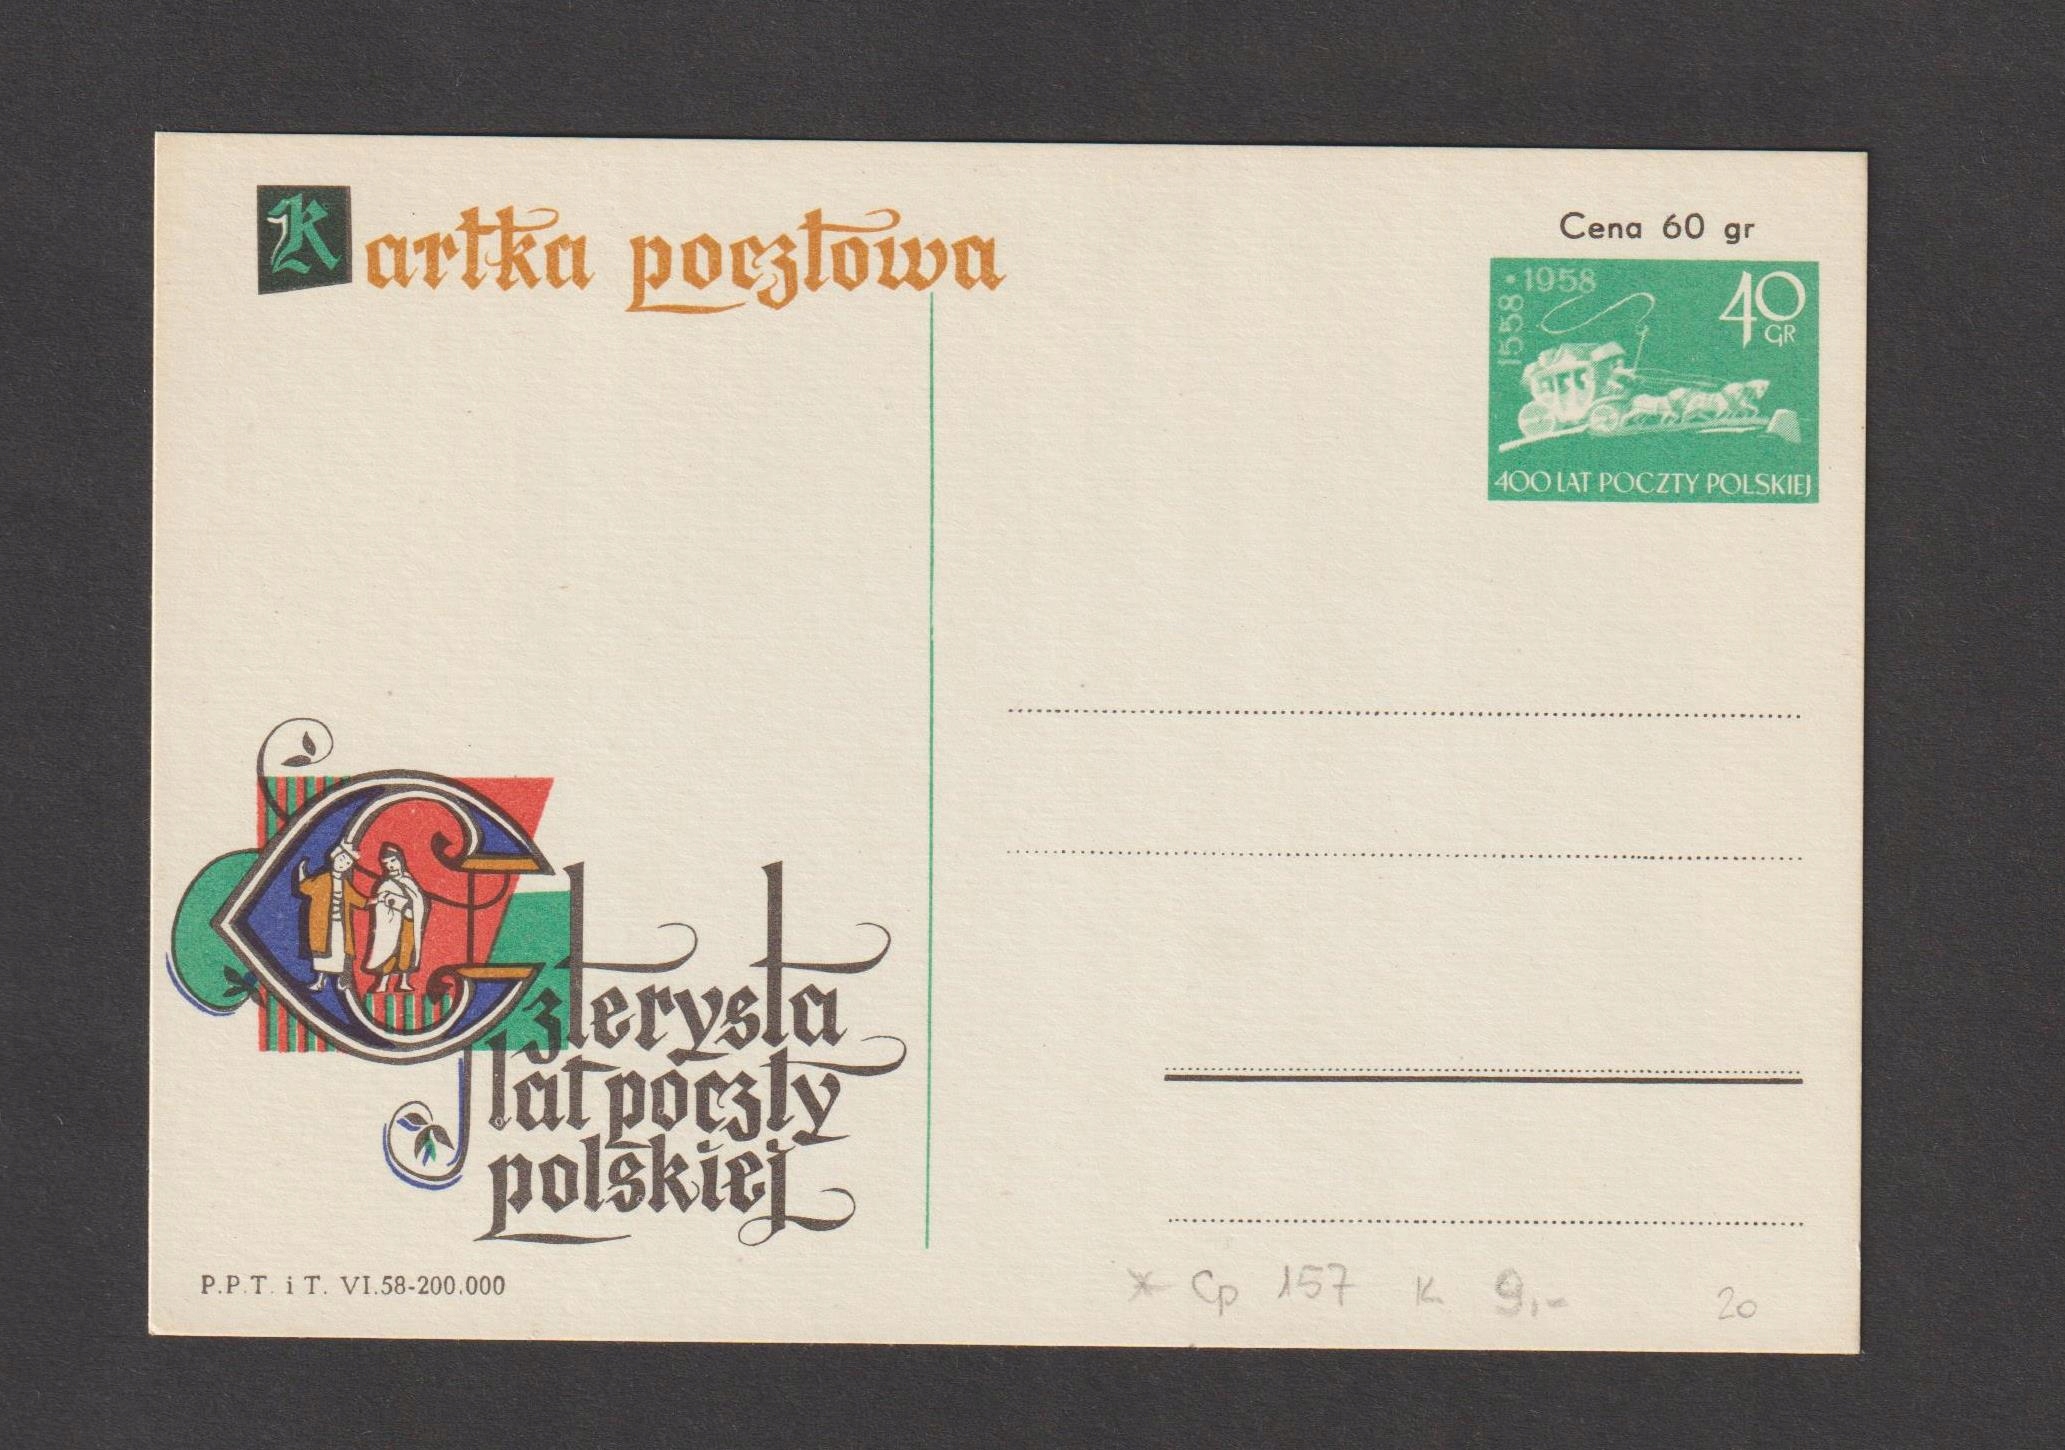 Kartka pocztowa
Cena 60 gr
1558 • 1958
40
GR
400 LAT POCZTY POLSKIEJ
Czterysta
lat poczty
polskiej
P.P.T. i T. VI.58-200.000
* Cp 157 K 9,- 20